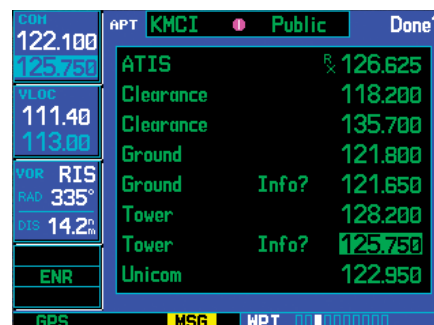 COM
122.100
125.750
VLOC
111.40
113.00
VOR RIS
RAD 335°
DIS 14.2nm
ENR
GPS
APT KMCI Public Done?
ATIS Rx 126.625
Clearance 118.200
Clearance 135.700
Ground 121.800
Ground Info? 121.650
Tower 128.200
Tower Info? 125.750
Unicom 122.950
MSG
WPT